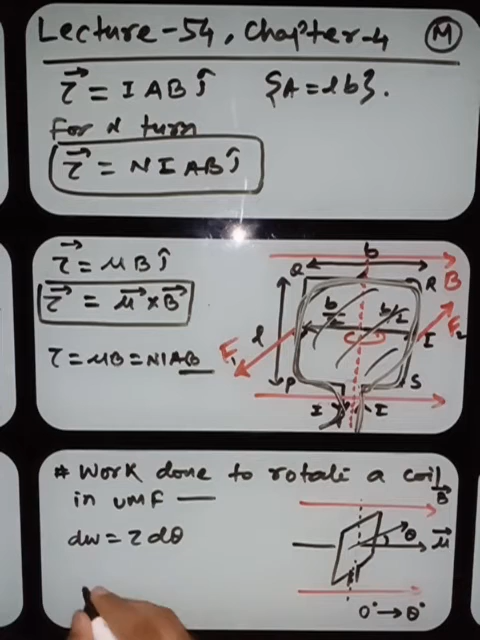 Lecture-54, Chapter-4 (M)
τ⃗ = I A B ĵ {A = lb}.
For N turn
τ⃗ = N I A B ĵ
τ⃗ = μ B ĵ
τ⃗ = μ⃗ × B⃗
τ = μB = NIAB
b
Q R B
b/2 b/2 F₂
l I
F₁
P S
I I
* Work done to rotate a coil
in UMF —
B⃗
dw = τ dθ
θ μ⃗
0° → θ°